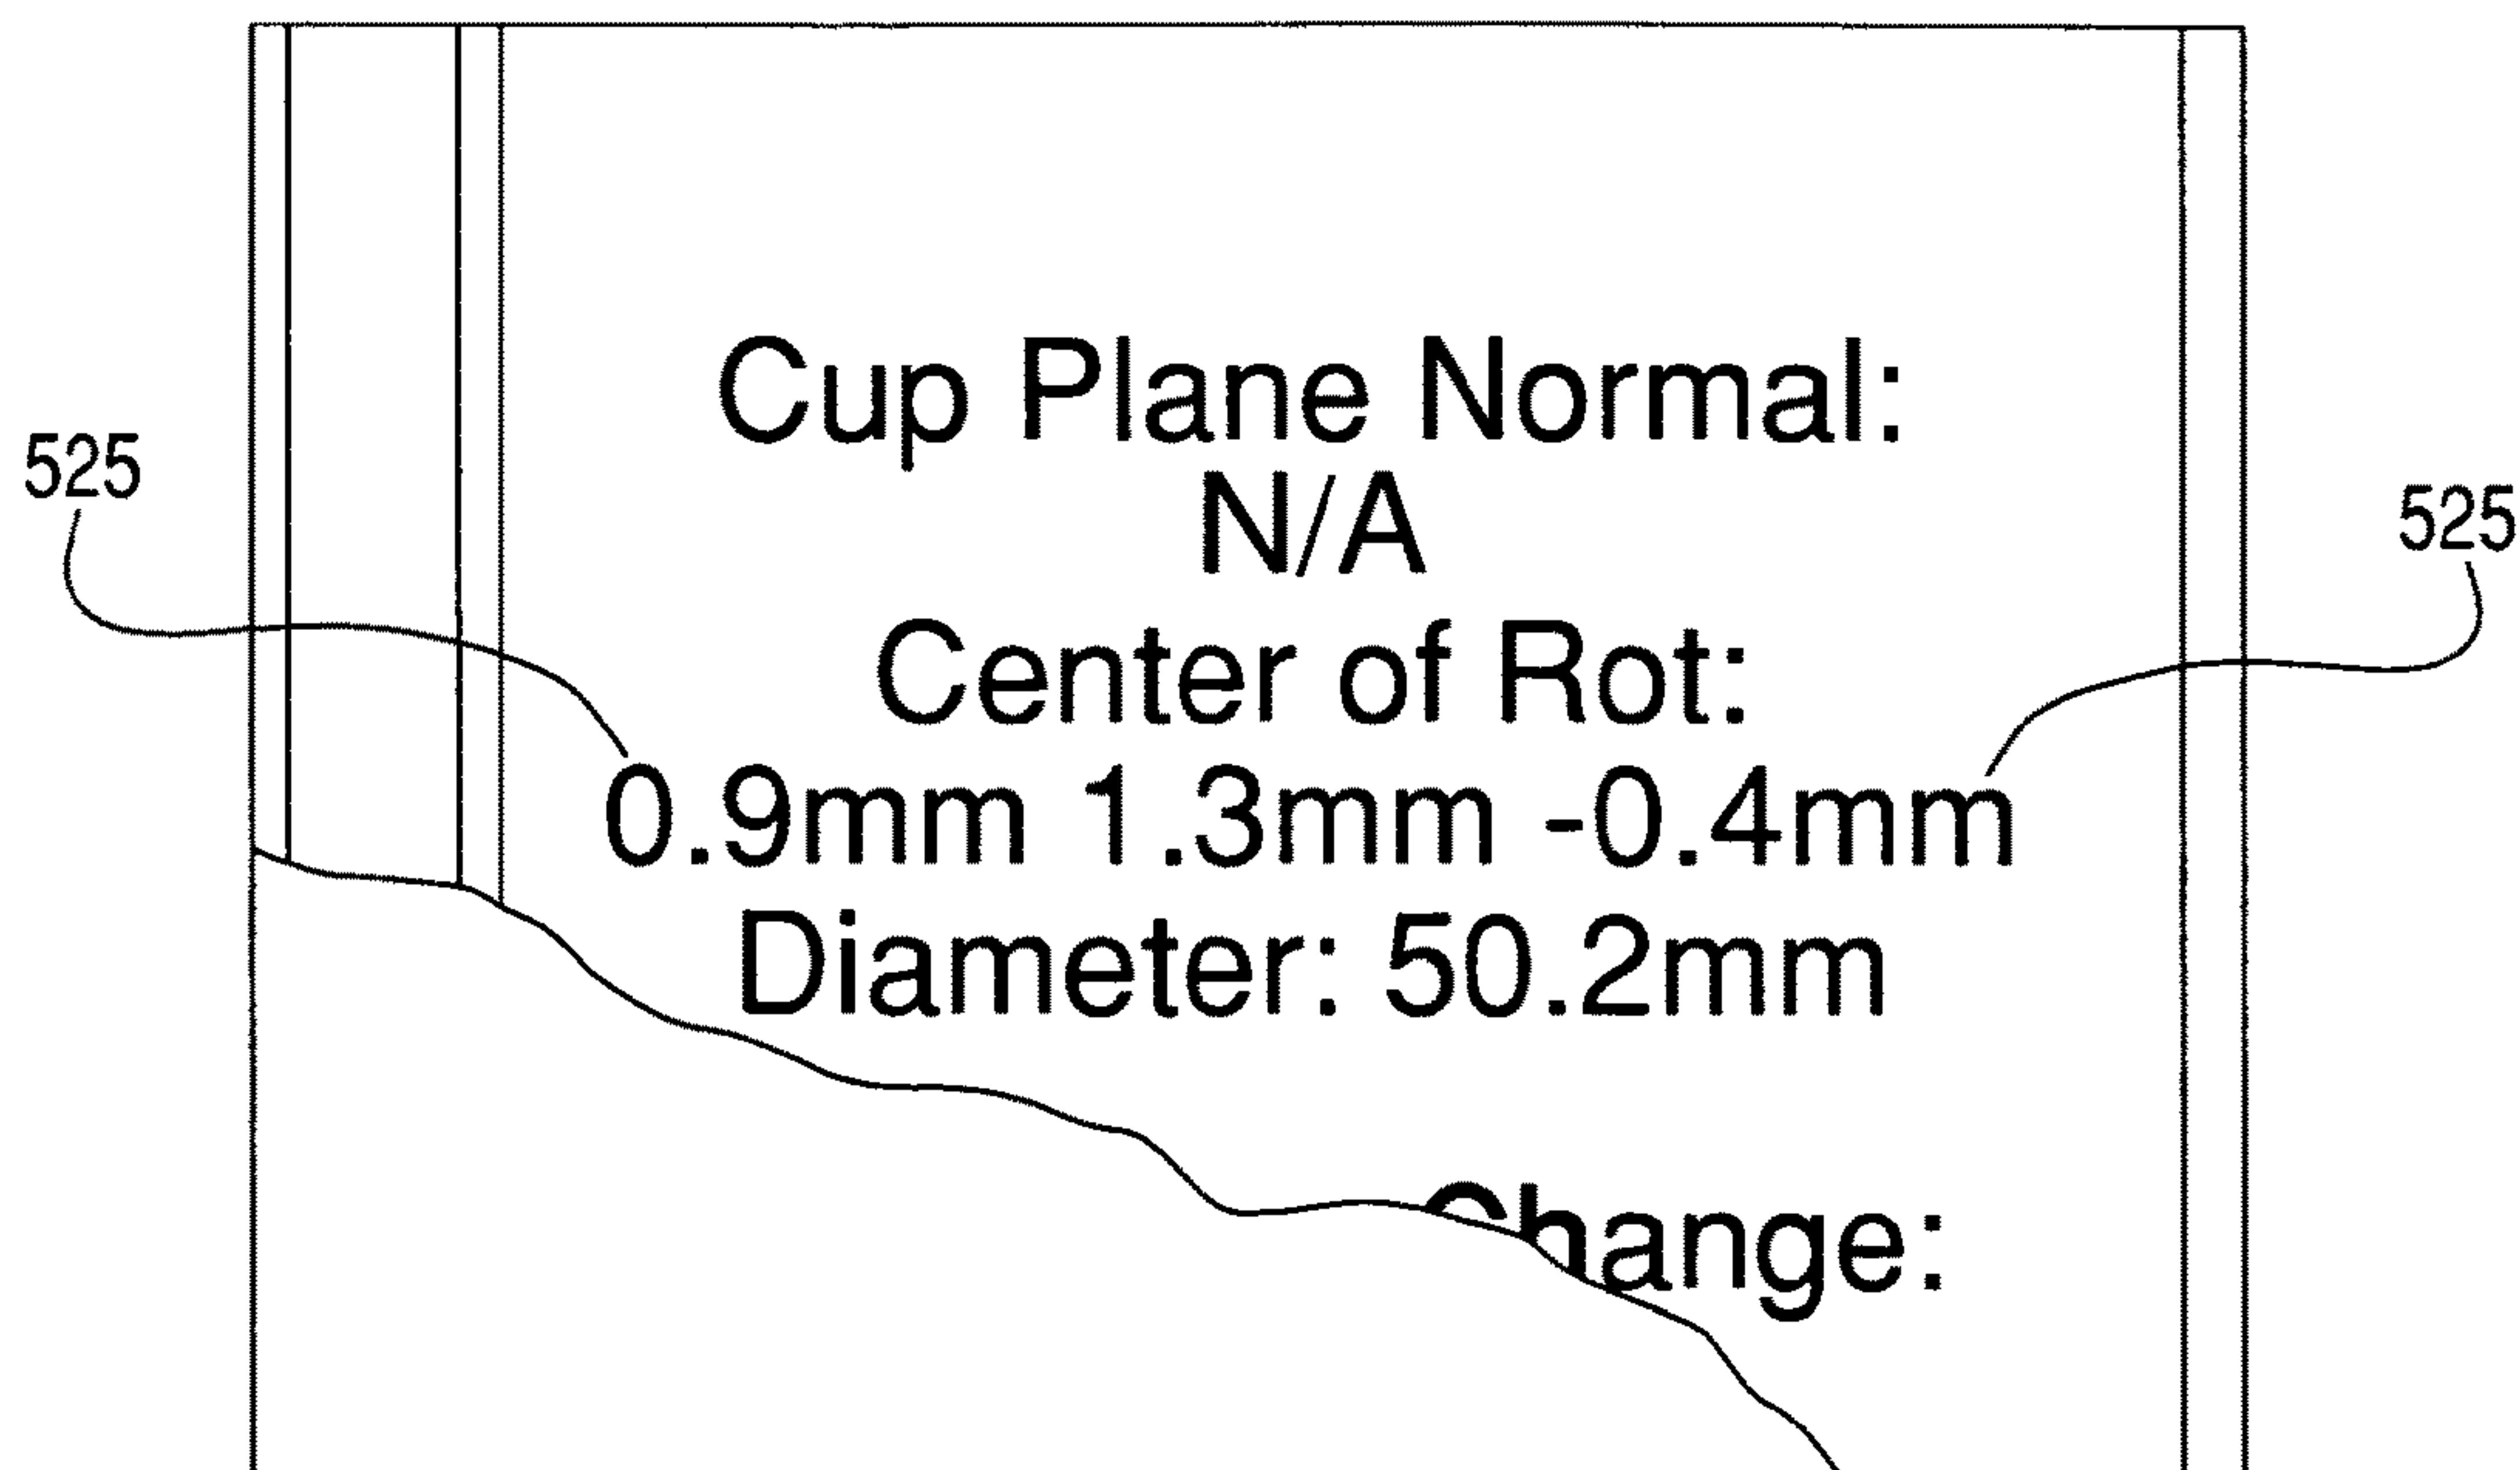 Cup Plane Normal:
525
N/A
525
Center of Rot:
0.9mm 1.3mm -0.4mm
Diameter: 50.2mm
Change: